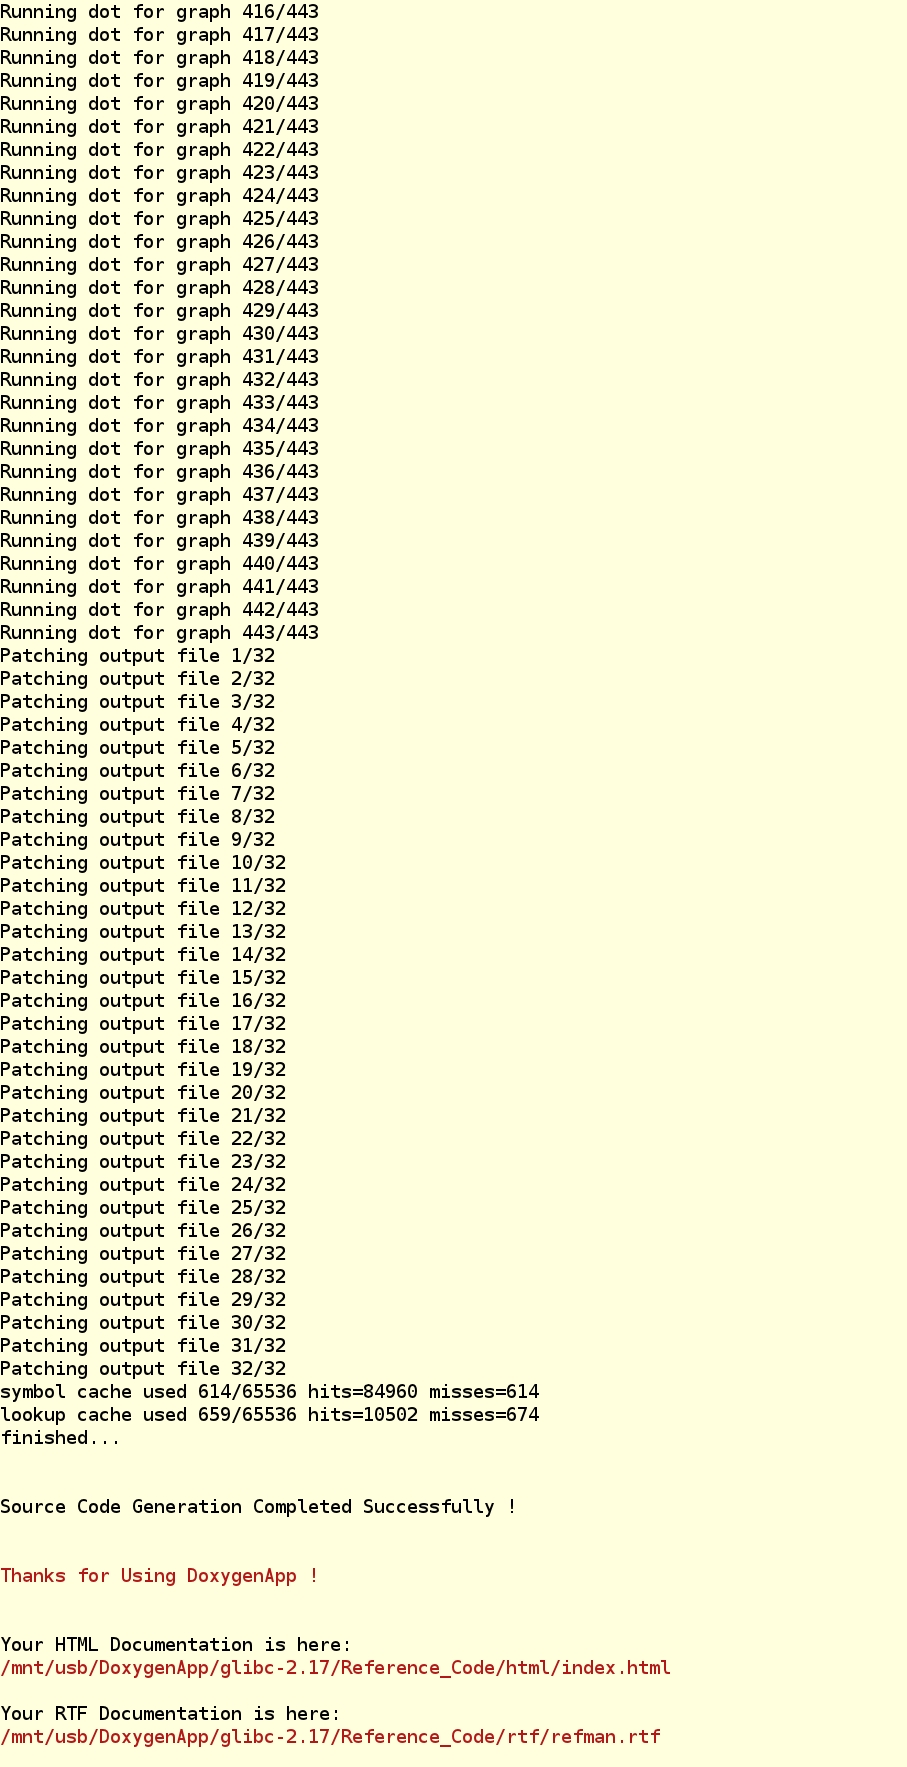 Running dot for graph 416/443
Running dot for graph 417/443
Running dot for graph 418/443
Running dot for graph 419/443
Running dot for graph 420/443
Running dot for graph 421/443
Running dot for graph 422/443
Running dot for graph 423/443
Running dot for graph 424/443
Running dot for graph 425/443
Running dot for graph 426/443
Running dot for graph 427/443
Running dot for graph 428/443
Running dot for graph 429/443
Running dot for graph 430/443
Running dot for graph 431/443
Running dot for graph 432/443
Running dot for graph 433/443
Running dot for graph 434/443
Running dot for graph 435/443
Running dot for graph 436/443
Running dot for graph 437/443
Running dot for graph 438/443
Running dot for graph 439/443
Running dot for graph 440/443
Running dot for graph 441/443
Running dot for graph 442/443
Running dot for graph 443/443
Patching output file 1/32
Patching output file 2/32
Patching output file 3/32
Patching output file 4/32
Patching output file 5/32
Patching output file 6/32
Patching output file 7/32
Patching output file 8/32
Patching output file 9/32
Patching output file 10/32
Patching output file 11/32
Patching output file 12/32
Patching output file 13/32
Patching output file 14/32
Patching output file 15/32
Patching output file 16/32
Patching output file 17/32
Patching output file 18/32
Patching output file 19/32
Patching output file 20/32
Patching output file 21/32
Patching output file 22/32
Patching output file 23/32
Patching output file 24/32
Patching output file 25/32
Patching output file 26/32
Patching output file 27/32
Patching output file 28/32
Patching output file 29/32
Patching output file 30/32
Patching output file 31/32
Patching output file 32/32
symbol cache used 614/65536 hits=84960 misses=614
lookup cache used 659/65536 hits=10502 misses=674
finished...
Source Code Generation Completed Successfully !
Thanks for Using DoxygenApp !
Your HTML Documentation is here:
/mnt/usb/DoxygenApp/glibc-2.17/Reference_Code/html/index.html
Your RTF Documentation is here:
/mnt/usb/DoxygenApp/glibc-2.17/Reference_Code/rtf/refman.rtf